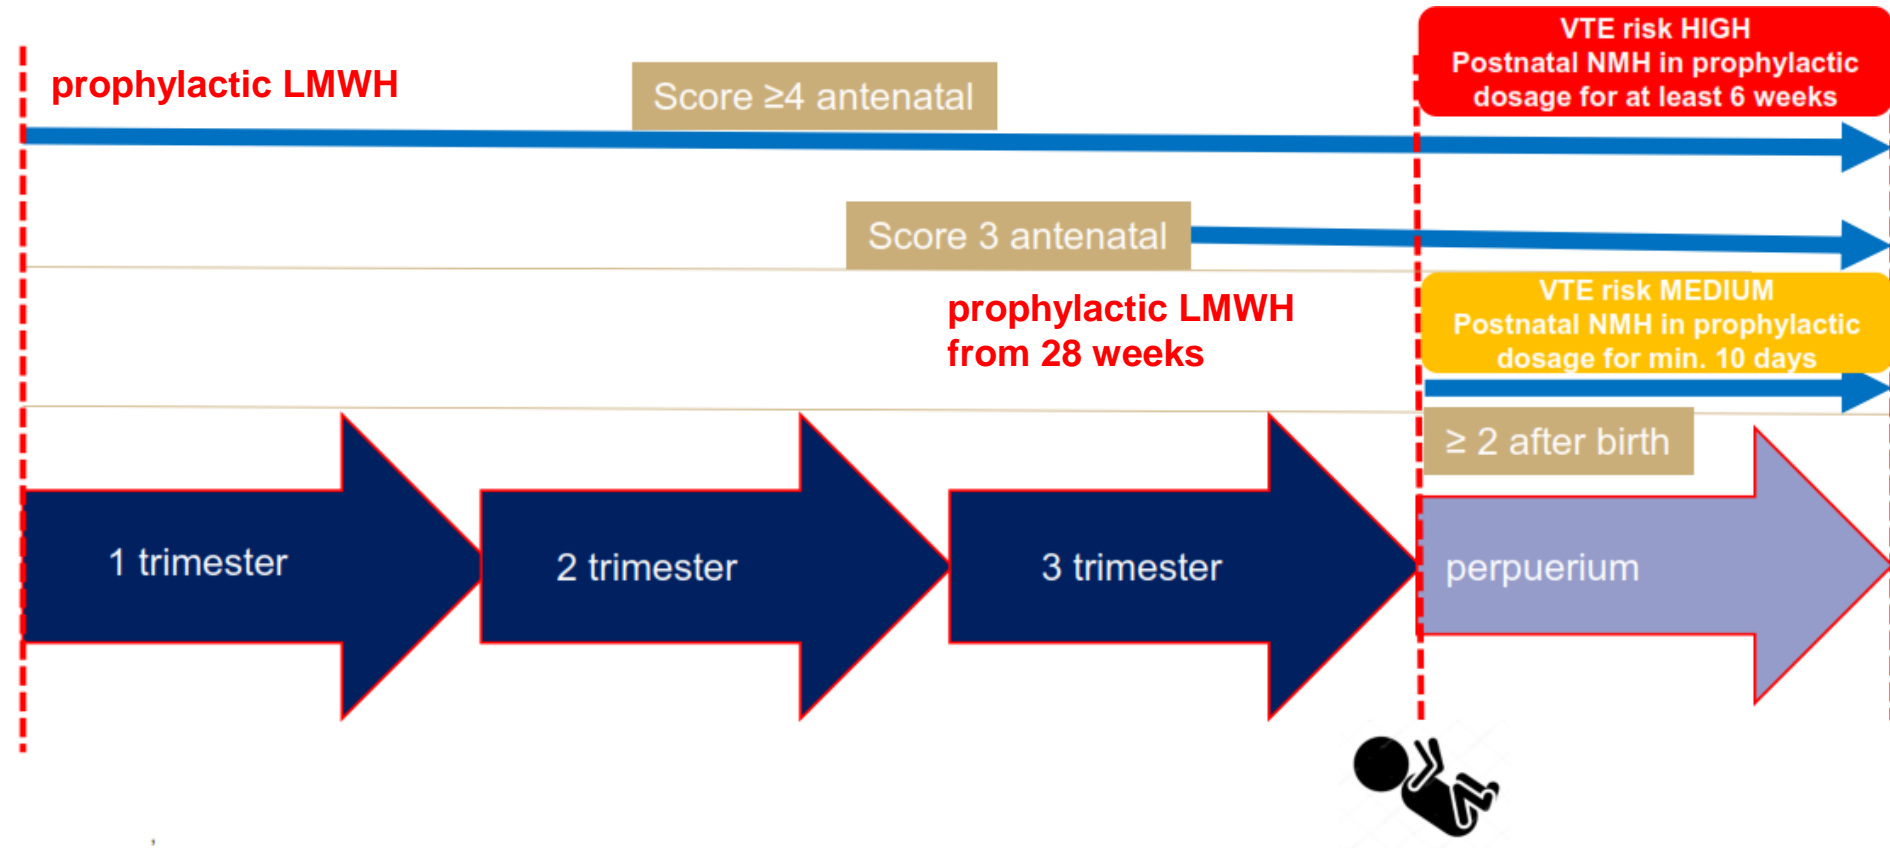 VTE risk HIGH
Postnatal NMH in prophylactic
dosage for at least 6 weeks
prophylactic LMWH
Score ≥4 antenatal
Score 3 antenatal
prophylactic LMWH
from 28 weeks
VTE risk MEDIUM
Postnatal NMH in prophylactic
dosage for min. 10 days
≥ 2 after birth
1 trimester
2 trimester
3 trimester
perpuerium
,